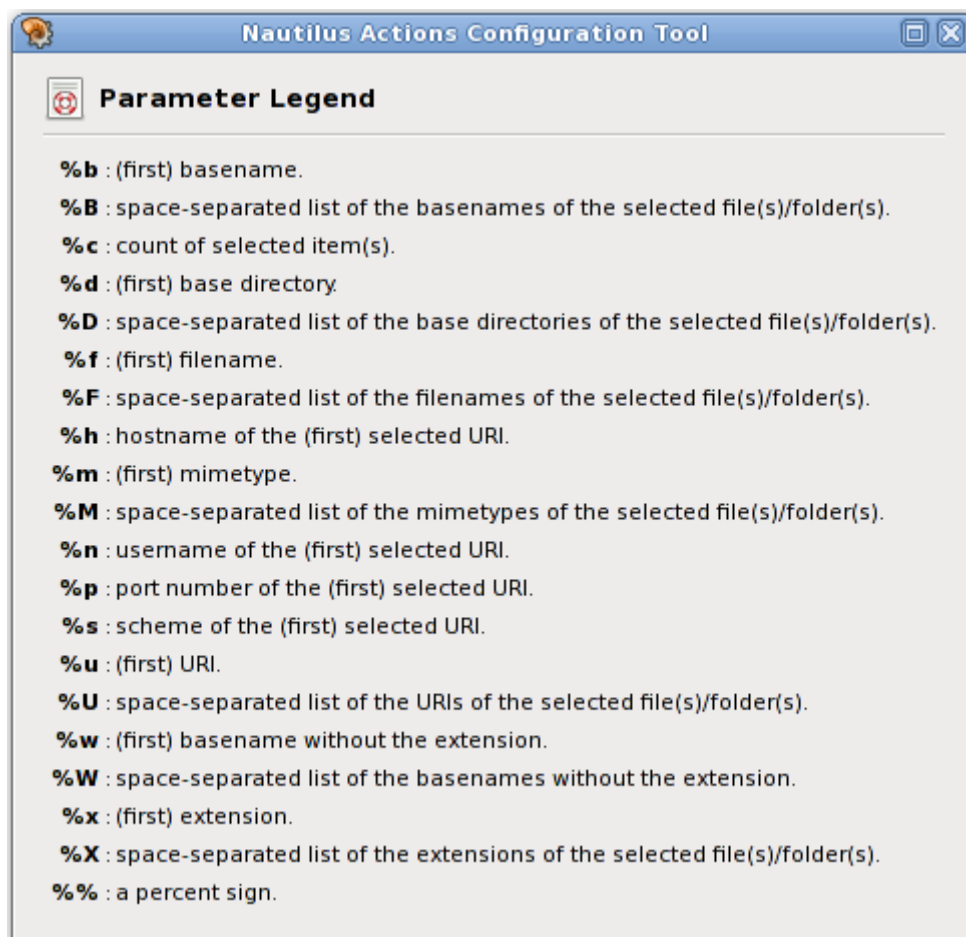 Nautilus Actions Configuration Tool
Parameter Legend
%b : (first) basename.
%B : space-separated list of the basenames of the selected file(s)/folder(s).
%c : count of selected item(s).
%d : (first) base directory.
%D : space-separated list of the base directories of the selected file(s)/folder(s).
%f : (first) filename.
%F : space-separated list of the filenames of the selected file(s)/folder(s).
%h : hostname of the (first) selected URI.
%m : (first) mimetype.
%M : space-separated list of the mimetypes of the selected file(s)/folder(s).
%n : username of the (first) selected URI.
%p : port number of the (first) selected URI.
%s : scheme of the (first) selected URI.
%u : (first) URI.
%U : space-separated list of the URIs of the selected file(s)/folder(s).
%w : (first) basename without the extension.
%W : space-separated list of the basenames without the extension.
%x : (first) extension.
%X : space-separated list of the extensions of the selected file(s)/folder(s).
%% : a percent sign.